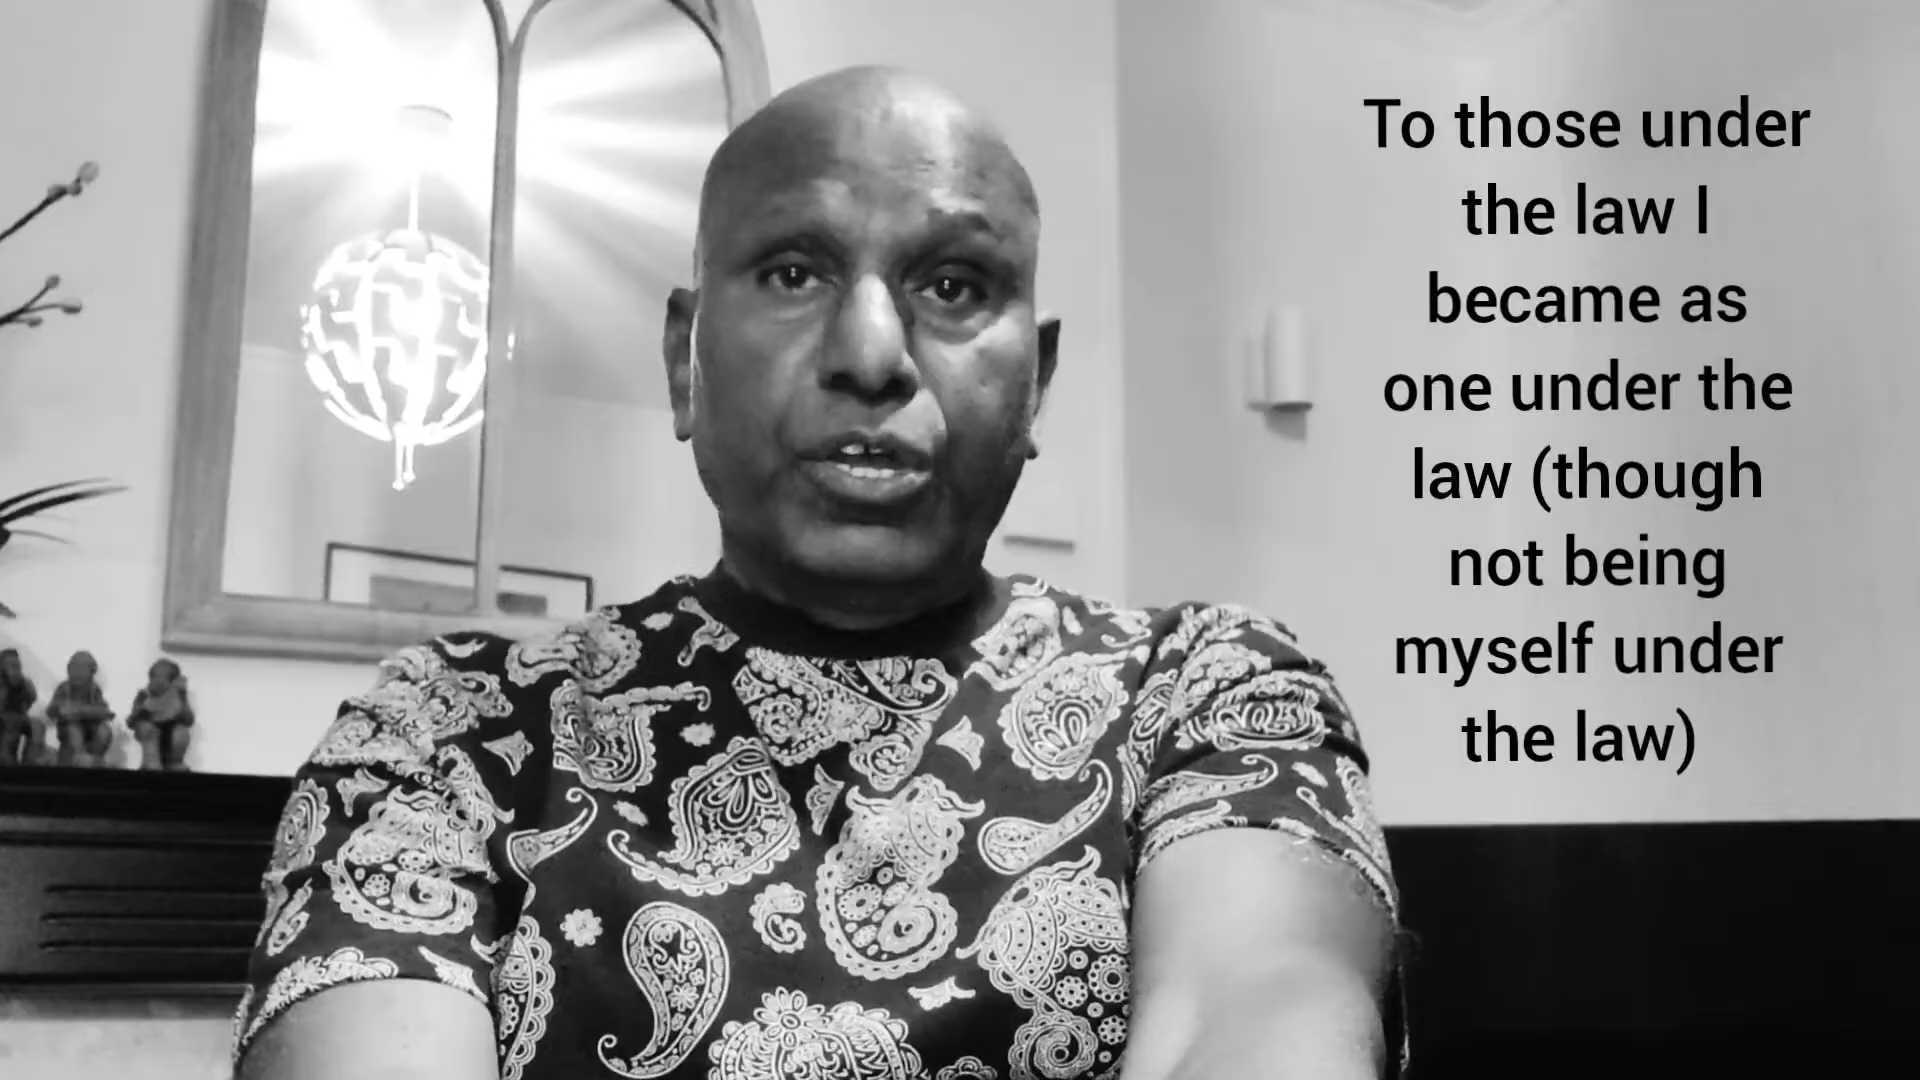 To those under
the law I
became as
one under the
law (though
not being
myself under
the law)